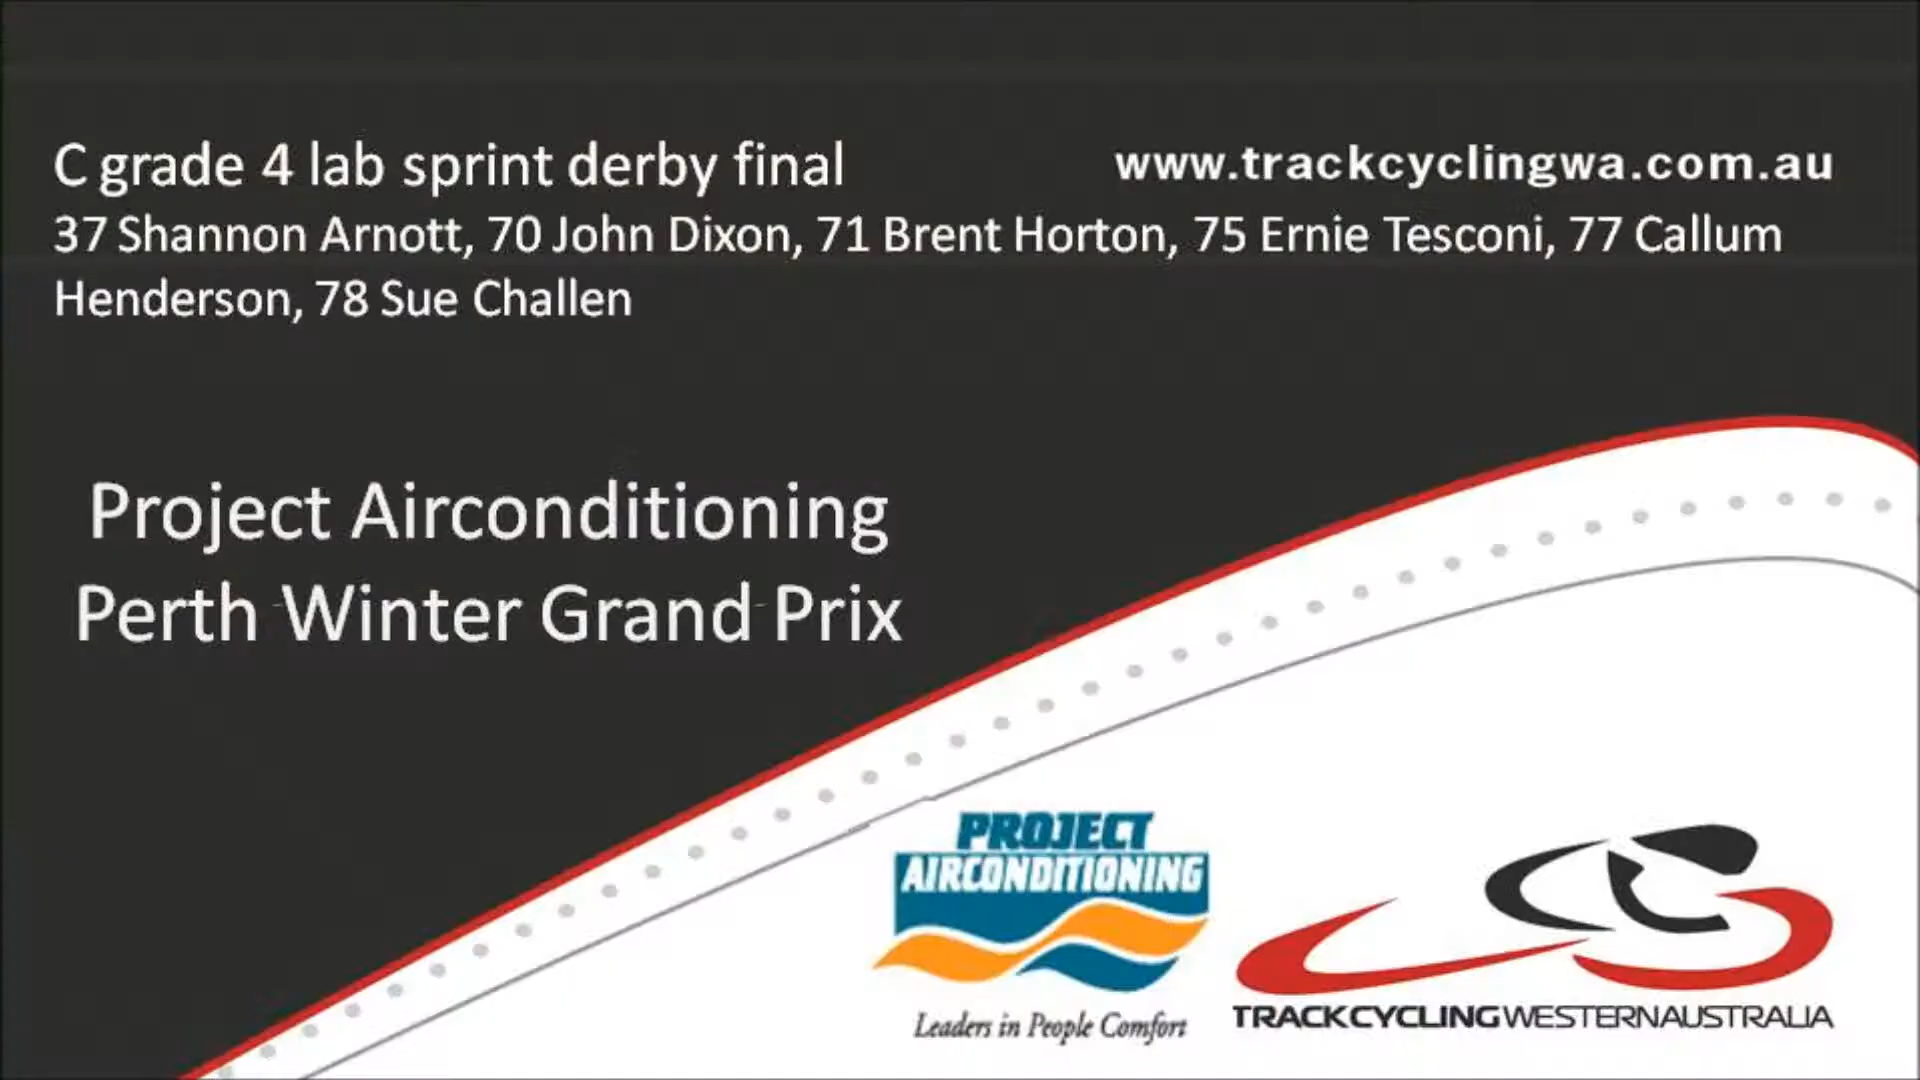 C grade 4 lab sprint derby final
www.trackcyclingwa.com.au
37 Shannon Arnott, 70 John Dixon, 71 Brent Horton, 75 Ernie Tesconi, 77 Callum
Henderson, 78 Sue Challen
Project Airconditioning
Perth Winter Grand Prix
PROJECT
AIRCONDITIONING
Leaders in People Comfort
TRACKCYCLINGWESTERNAUSTRALIA